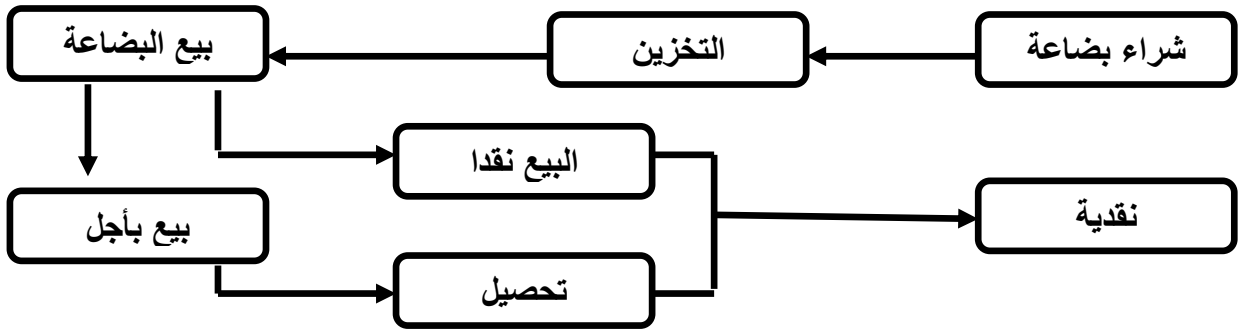 شراء بضاعة
التخزين
بيع البضاعة
البيع نقدا
بيع بأجل
نقدية
تحصيل